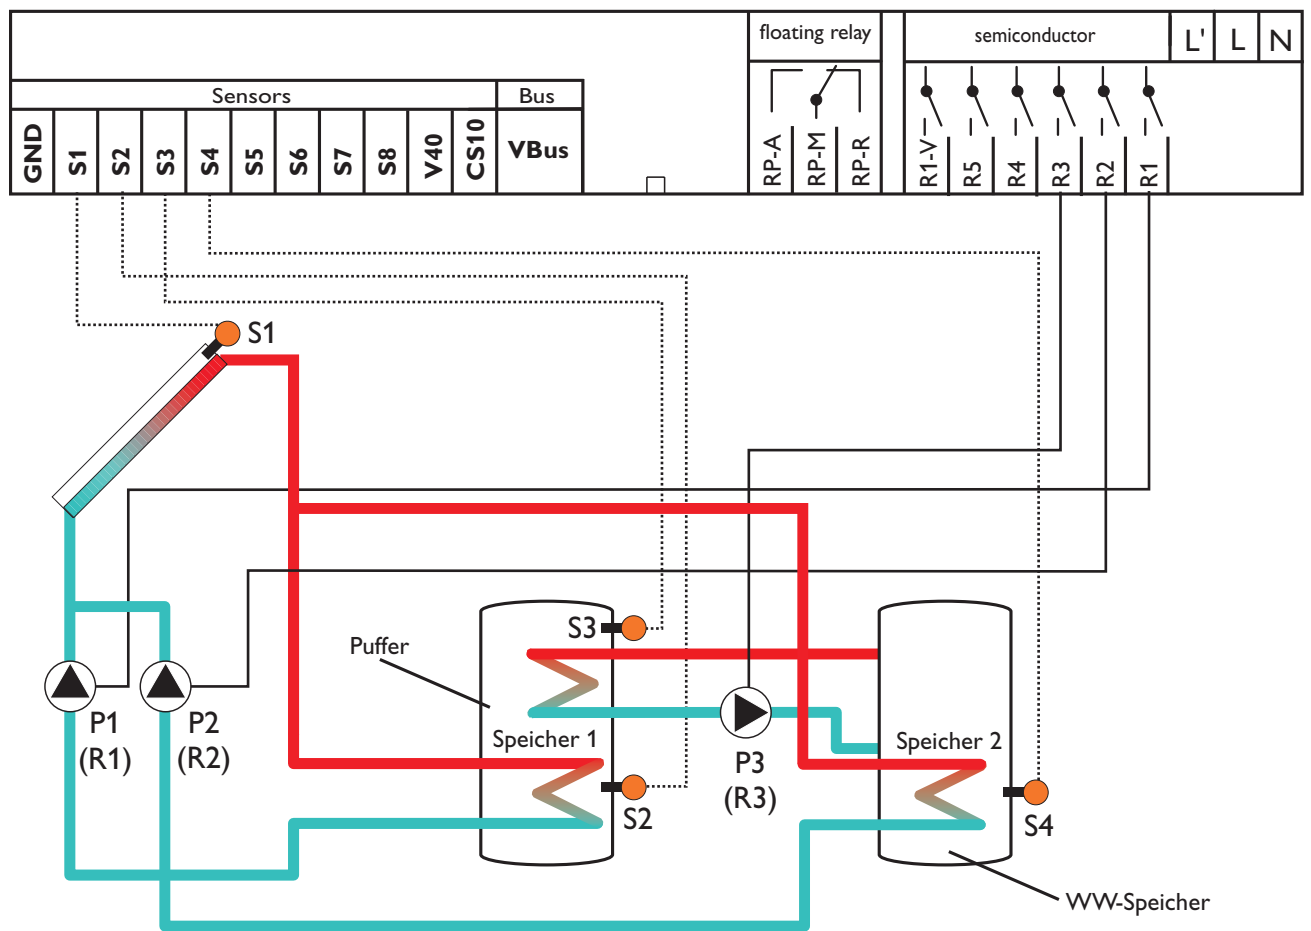 floating relay
semiconductor
L'
L
N
Sensors
Bus
GND
S1
S2
S3
S4
S5
S6
S7
S8
V40
CS10
VBus
RP-A
RP-M
RP-R
R1-V
R5
R4
R3
R2
R1
S1
S3
Puffer
P1
(R1)
P2
(R2)
Speicher 1
Speicher 2
P3
(R3)
S2
S4
WW-Speicher